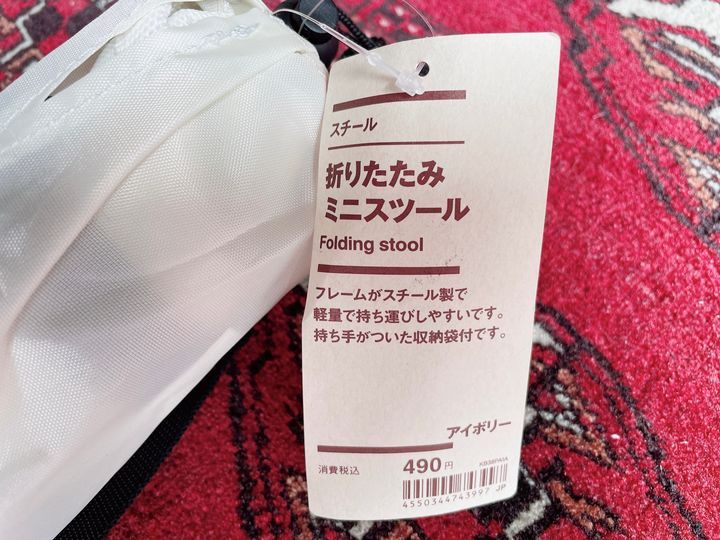 スチール
折りたたみ
ミニスツール
Folding stool
フレームがスチール製で
軽量で持ち運びしやすいです。
持ち手がついた収納袋付です。
アイボリー
消費税込 490円 KB38PA1A
4550344743997 JP